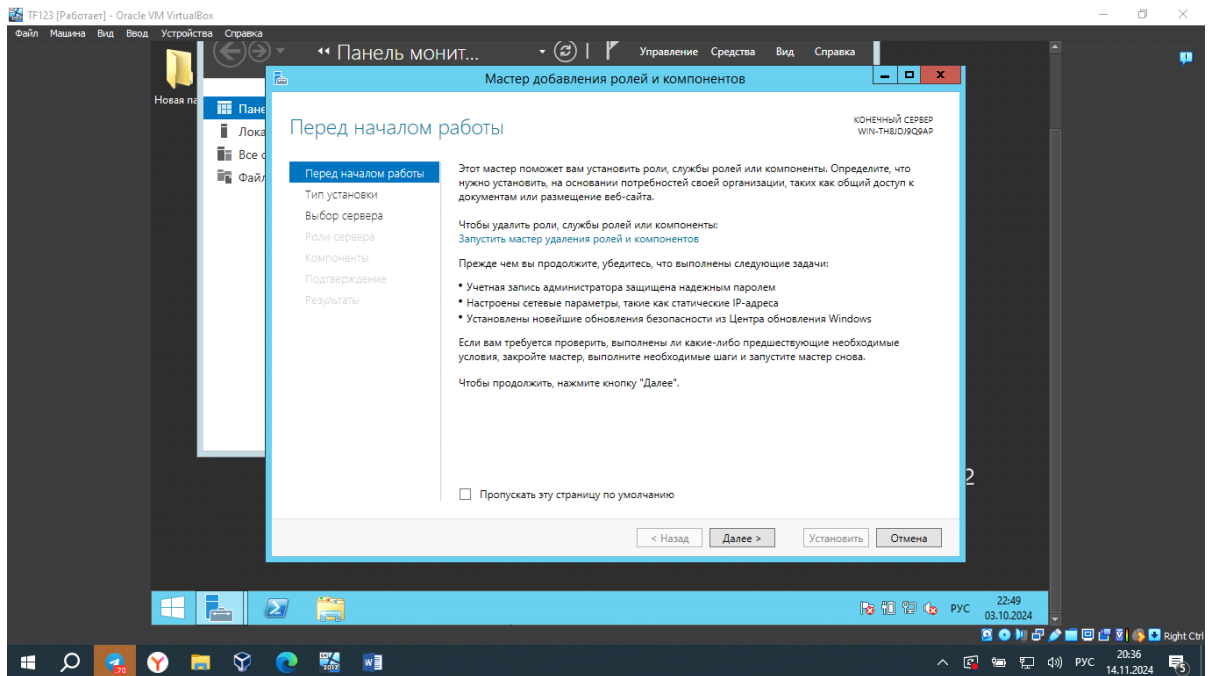 TF123 [Работает] - Oracle VM VirtualBox
Файл Машина Вид Ввод Устройства Справка
Панель монит...
Управление Средства Вид Справка
Новая па
Пане
Лока
Все с
Файл
Мастер добавления ролей и компонентов
Перед началом работы
КОНЕЧНЫЙ СЕРВЕР
WIN-TH8JDJ9Q9AP
Перед началом работы
Тип установки
Выбор сервера
Роли сервера
Компоненты
Подтверждение
Результаты
Этот мастер поможет вам установить роли, службы ролей или компоненты. Определите, что
нужно установить, на основании потребностей своей организации, таких как общий доступ к
документам или размещение веб-сайта.
Чтобы удалить роли, службы ролей или компоненты:
Запустить мастер удаления ролей и компонентов
Прежде чем вы продолжите, убедитесь, что выполнены следующие задачи:
• Учетная запись администратора защищена надежным паролем
• Настроены сетевые параметры, такие как статические IP-адреса
• Установлены новейшие обновления безопасности из Центра обновления Windows
Если вам требуется проверить, выполнены ли какие-либо предшествующие необходимые
условия, закройте мастер, выполните необходимые шаги и запустите мастер снова.
Чтобы продолжить, нажмите кнопку "Далее".
2
Пропускать эту страницу по умолчанию
< Назад Далее > Установить Отмена
РУС
22:49
03.10.2024
Right Ctrl
70
2017
РУС
20:36
14.11.2024
5